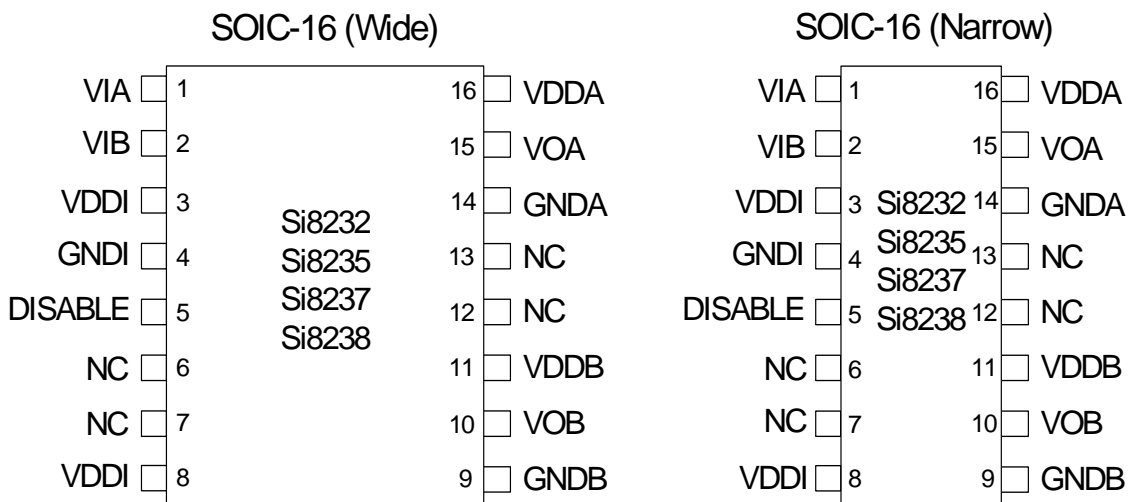 SOIC-16 (Wide)
VIA 1 16 VDDA
VIB 2 15 VOA
VDDI 3 14 GNDA
GNDI 4 13 NC
DISABLE 5 12 NC
NC 6 11 VDDB
NC 7 10 VOB
VDDI 8 9 GNDB
Si8232
Si8235
Si8237
Si8238
SOIC-16 (Narrow)
VIA 1 16 VDDA
VIB 2 15 VOA
VDDI 3 14 GNDA
GNDI 4 13 NC
DISABLE 5 12 NC
NC 6 11 VDDB
NC 7 10 VOB
VDDI 8 9 GNDB
Si8232
Si8235
Si8237
Si8238